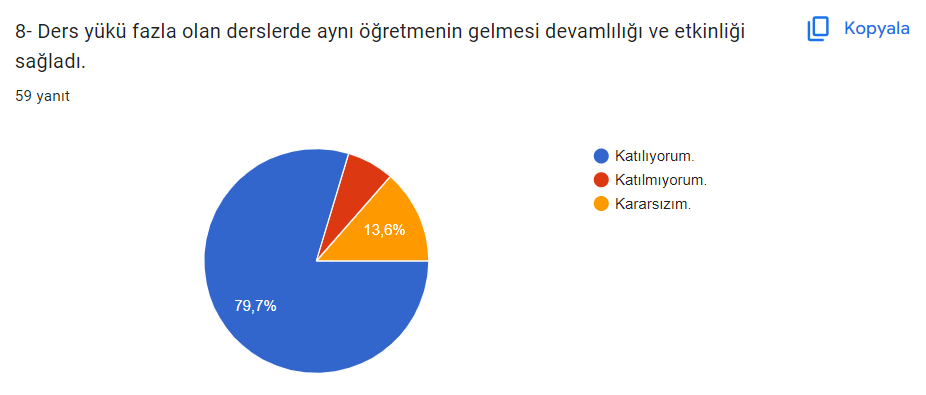 8- Ders yükü fazla olan derslerde aynı öğretmenin gelmesi devamlılığı ve etkinliği
sağladı.
Kopyala
59 yanıt
Katılıyorum.
Katılmıyorum.
Kararsızım.
13,6%
79,7%